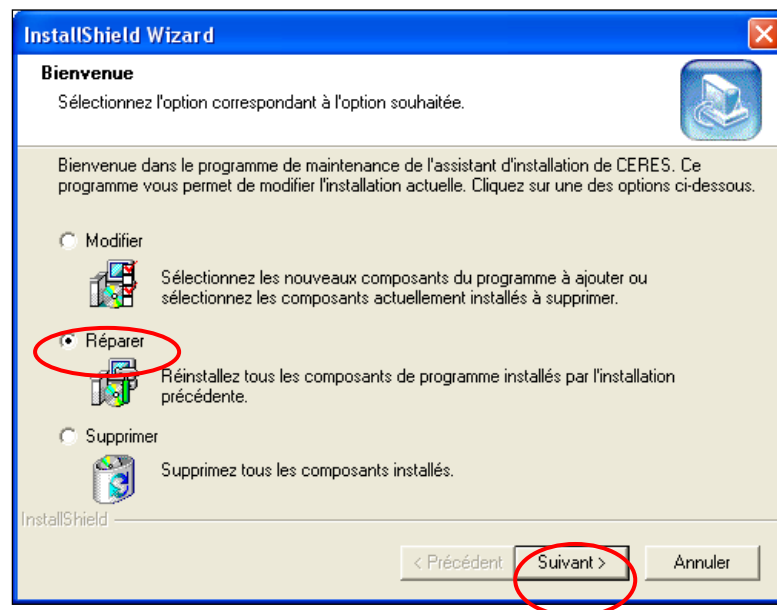 InstallShield Wizard
Bienvenue
Sélectionnez l'option correspondant à l'option souhaitée.
Bienvenue dans le programme de maintenance de l'assistant d'installation de CERES. Ce
programme vous permet de modifier l'installation actuelle. Cliquez sur une des options ci-dessous.
Modifier
Sélectionnez les nouveaux composants du programme à ajouter ou
sélectionnez les composants actuellement installés à supprimer.
Réparer
Réinstallez tous les composants de programme installés par l'installation
précédente.
Supprimer
Supprimez tous les composants installés.
InstallShield
< Précédent Suivant > Annuler